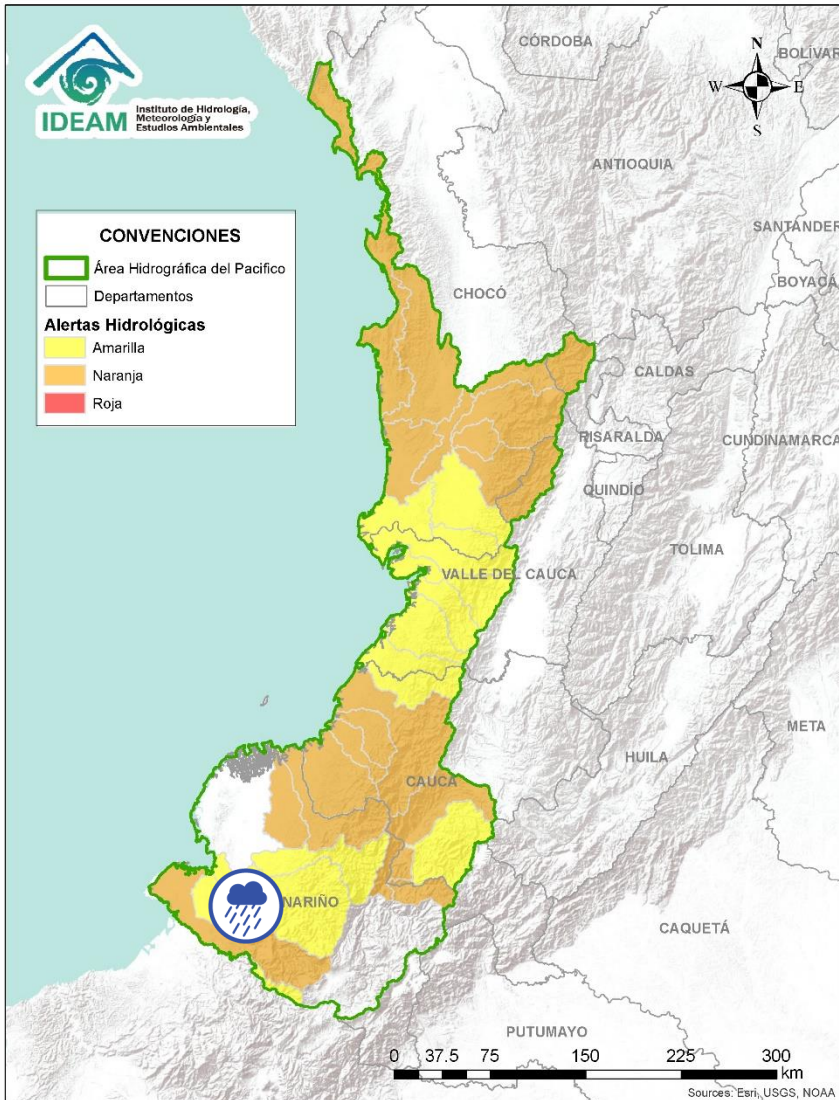 IDEAM
Instituto de Hidrología,
Meteorología y
Estudios Ambientales
CONVENCIONES
Área Hidrográfica del Pacifico
Departamentos
Alertas Hidrológicas
Amarilla
Naranja
Roja
N
W E
S
CÓRDOBA
BOLÍVAR
ANTIOQUIA
SANTANDER
BOYACÁ
CHOCÓ
CALDAS
RISARALDA
CUNDINAMARCA
QUINDÍO
TOLIMA
VALLE DEL CAUCA
META
HUILA
CAUCA
NARIÑO
CAQUETÁ
PUTUMAYO
0 37.5 75 150 225 300
km
Sources: Esri, USGS, NOAA